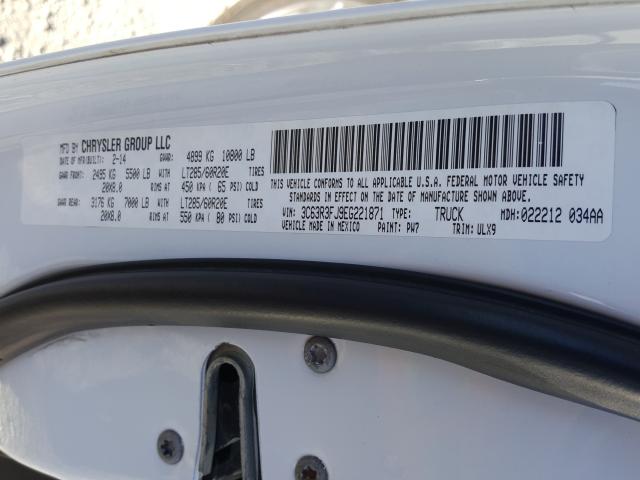 MFD BY CHRYSLER GROUP LLC
DATE OF MFR(BUILT): 2-14 GVWR: 4899 KG 10800 LB
GAWR FRONT: 2495 KG 5500 LB WITH LT285/60R20E TIRES
20X8.0 RIMS AT 450 KPA ( 65 PSI) COLD
GAWR REAR: 3176 KG 7000 LB WITH LT285/60R20E TIRES
20X8.0 RIMS AT 550 KPA ( 80 PSI) COLD
THIS VEHICLE CONFORMS TO ALL APPLICABLE U.S.A. FEDERAL MOTOR VEHICLE SAFETY
STANDARDS IN EFFECT ON THE DATE OF MANUFACTURE SHOWN ABOVE.
VIN: 3C63R3FJ9EG221871 TYPE: TRUCK MDH: 022212 034AA
VEHICLE MADE IN MEXICO PAINT: PW7 TRIM: ULX9